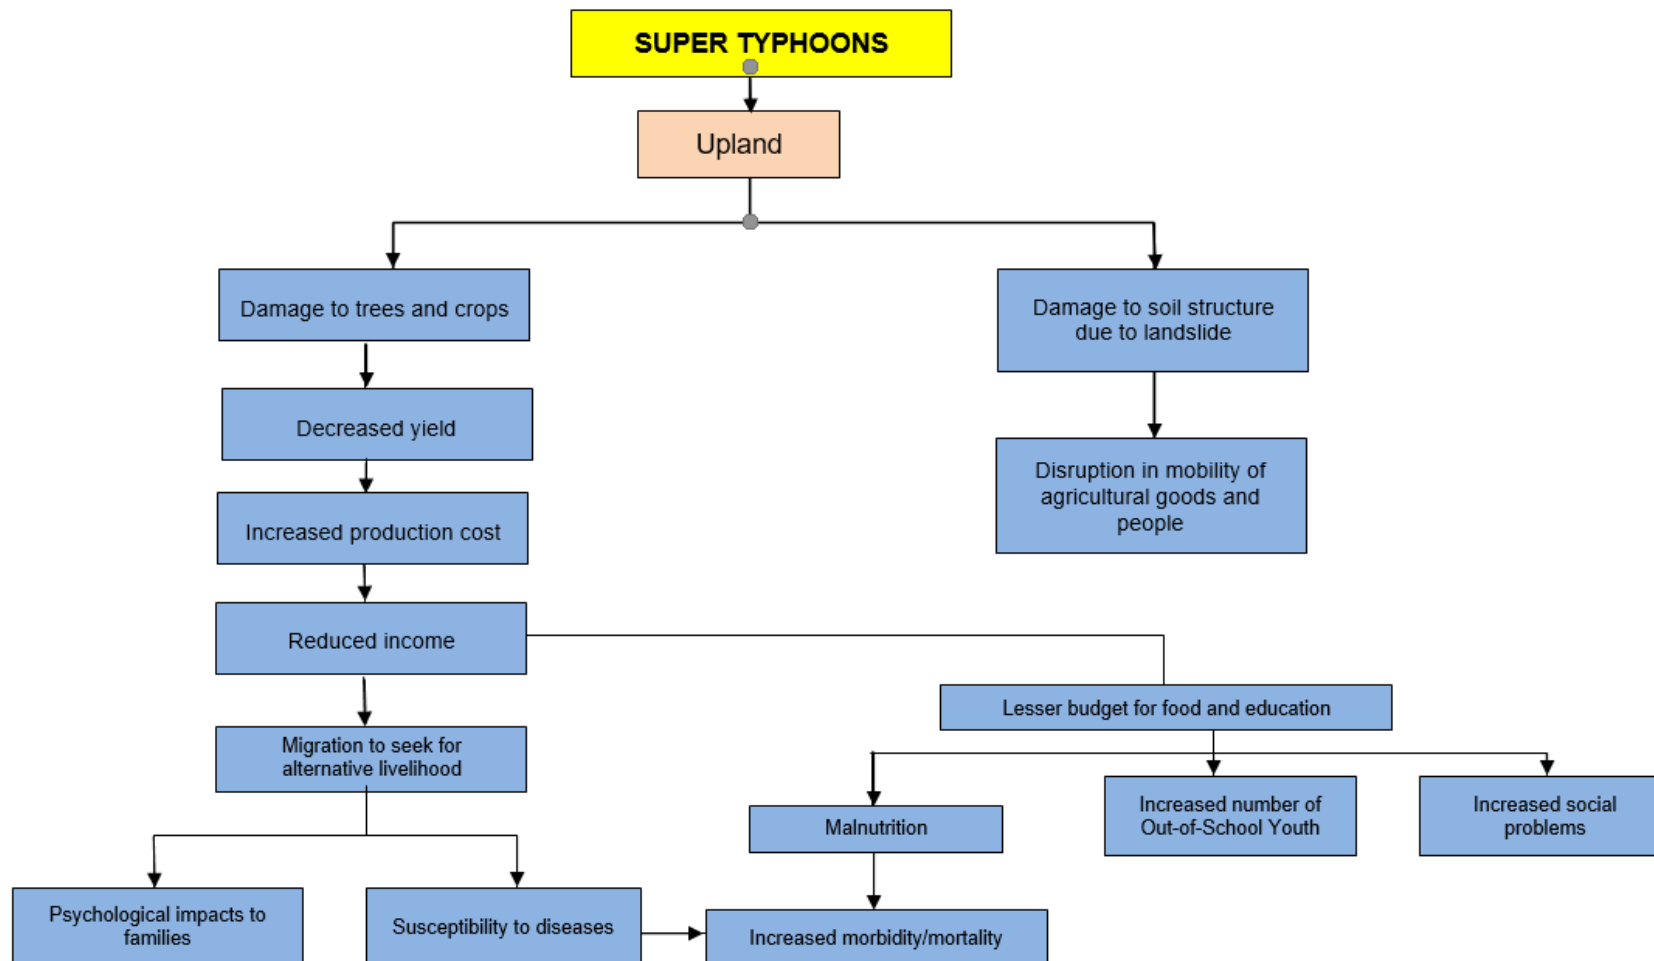 SUPER TYPHOONS
Upland
Damage to trees and crops
Damage to soil structure
due to landslide
Decreased yield
Disruption in mobility of
agricultural goods and
people
Increased production cost
Reduced income
Lesser budget for food and education
Migration to seek for
alternative livelihood
Malnutrition
Increased number of
Out-of-School Youth
Increased social
problems
Psychological impacts to
families
Susceptibility to diseases
Increased morbidity/mortality